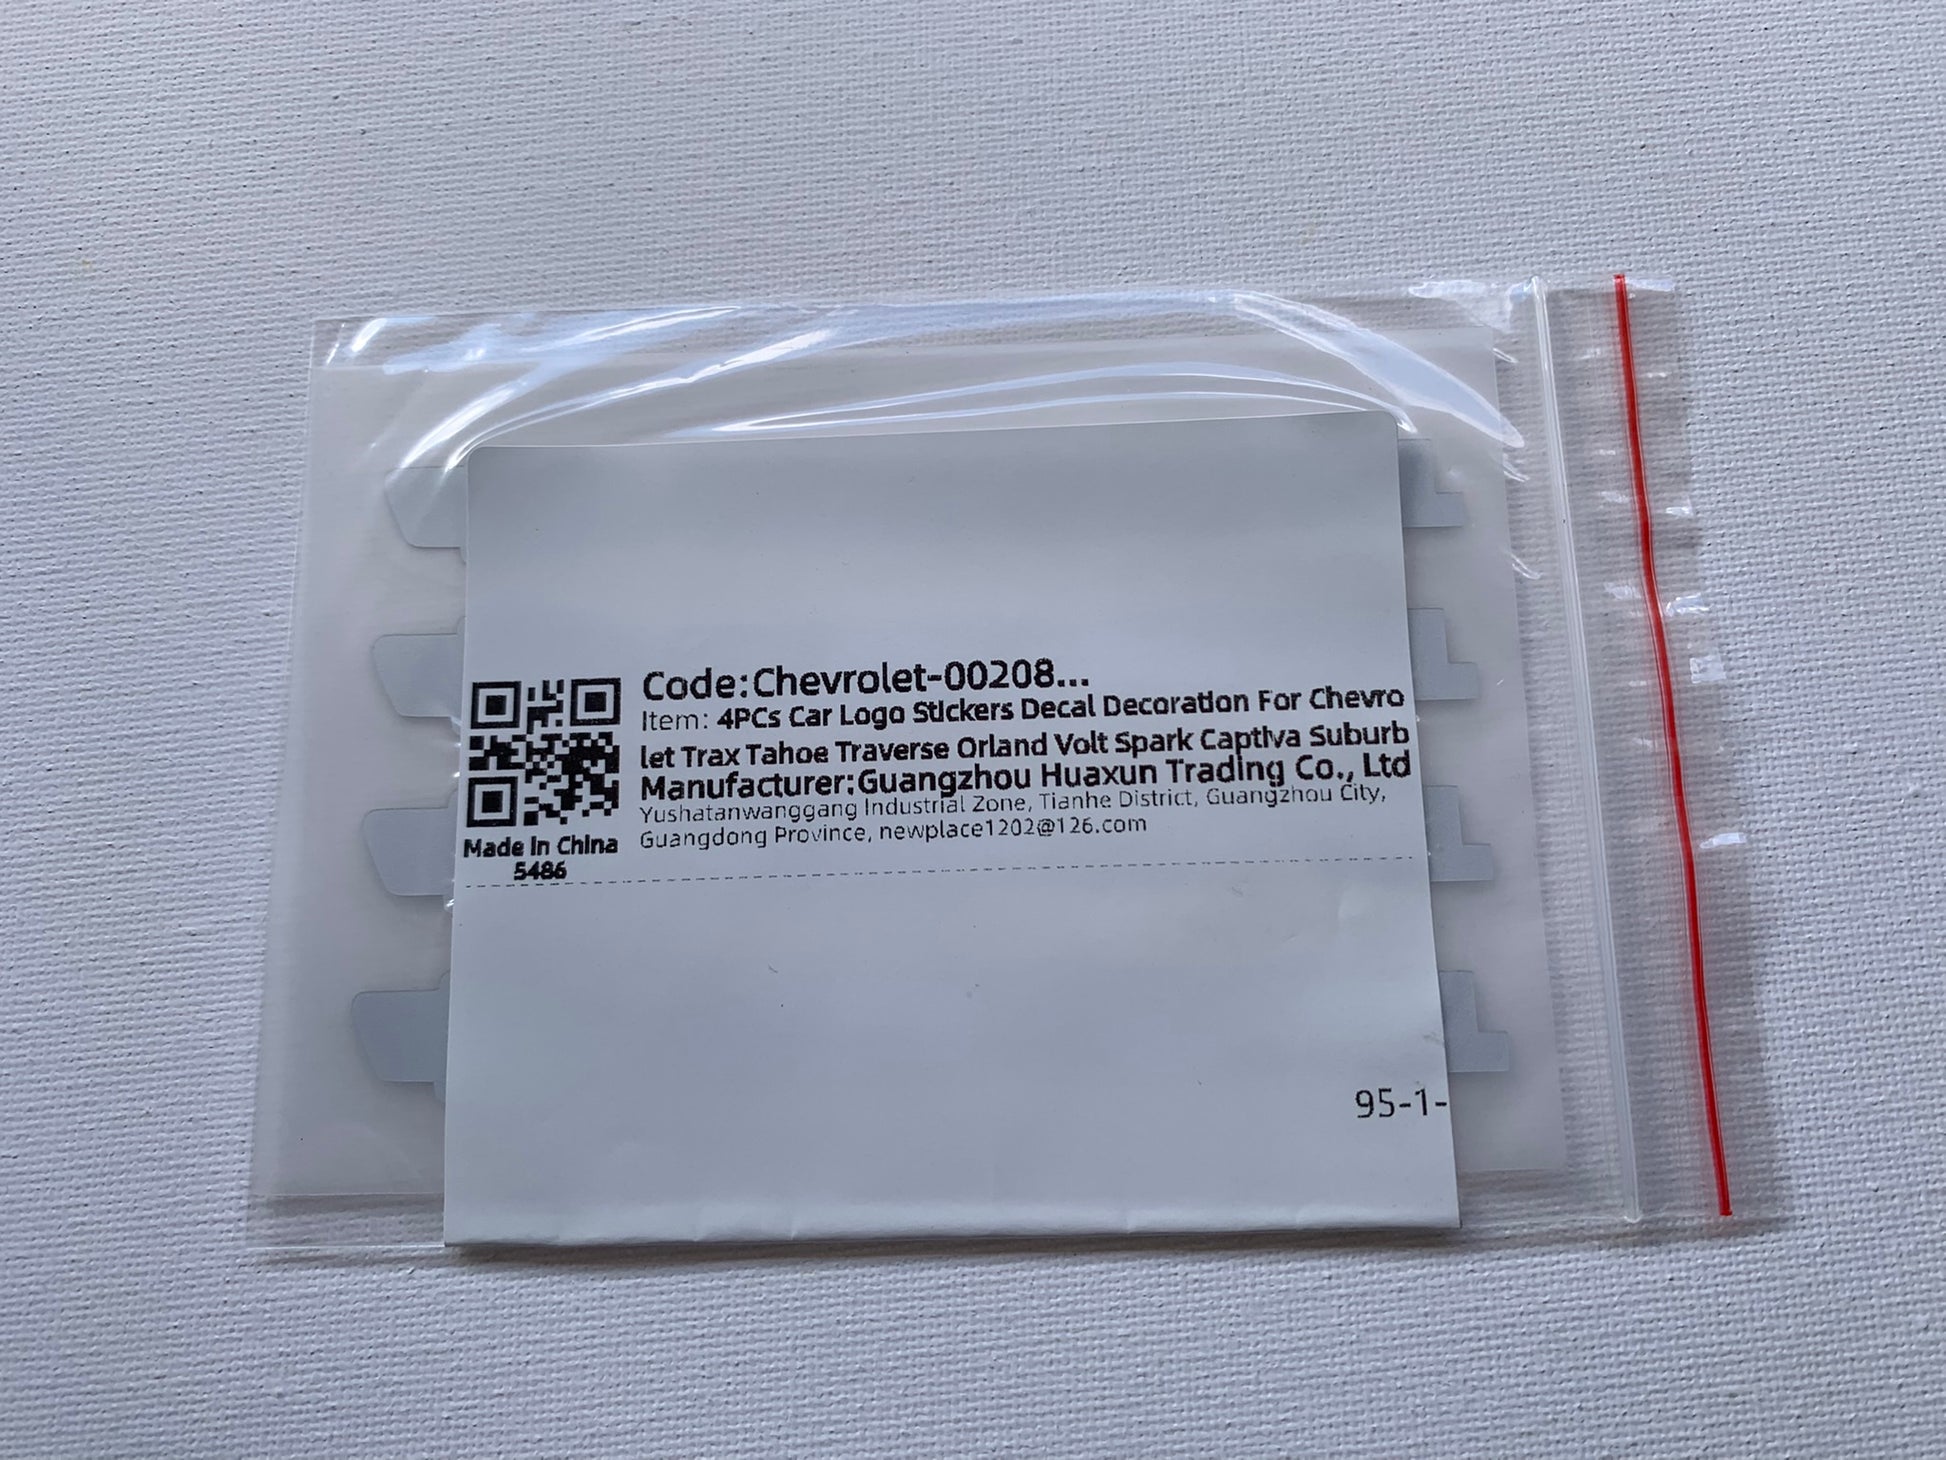 Code:Chevrolet-00208...
Item: 4PCs Car Logo Stickers Decal Decoration For Chevro
let Trax Tahoe Traverse Orland Volt Spark Captiva Suburb
Manufacturer:Guangzhou Huaxun Trading Co., Ltd
Yushatanwanggang Industrial Zone, Tianhe District, Guangzhou City,
Guangdong Province, newplace1202@126.com
Made In China
5486
95-1-